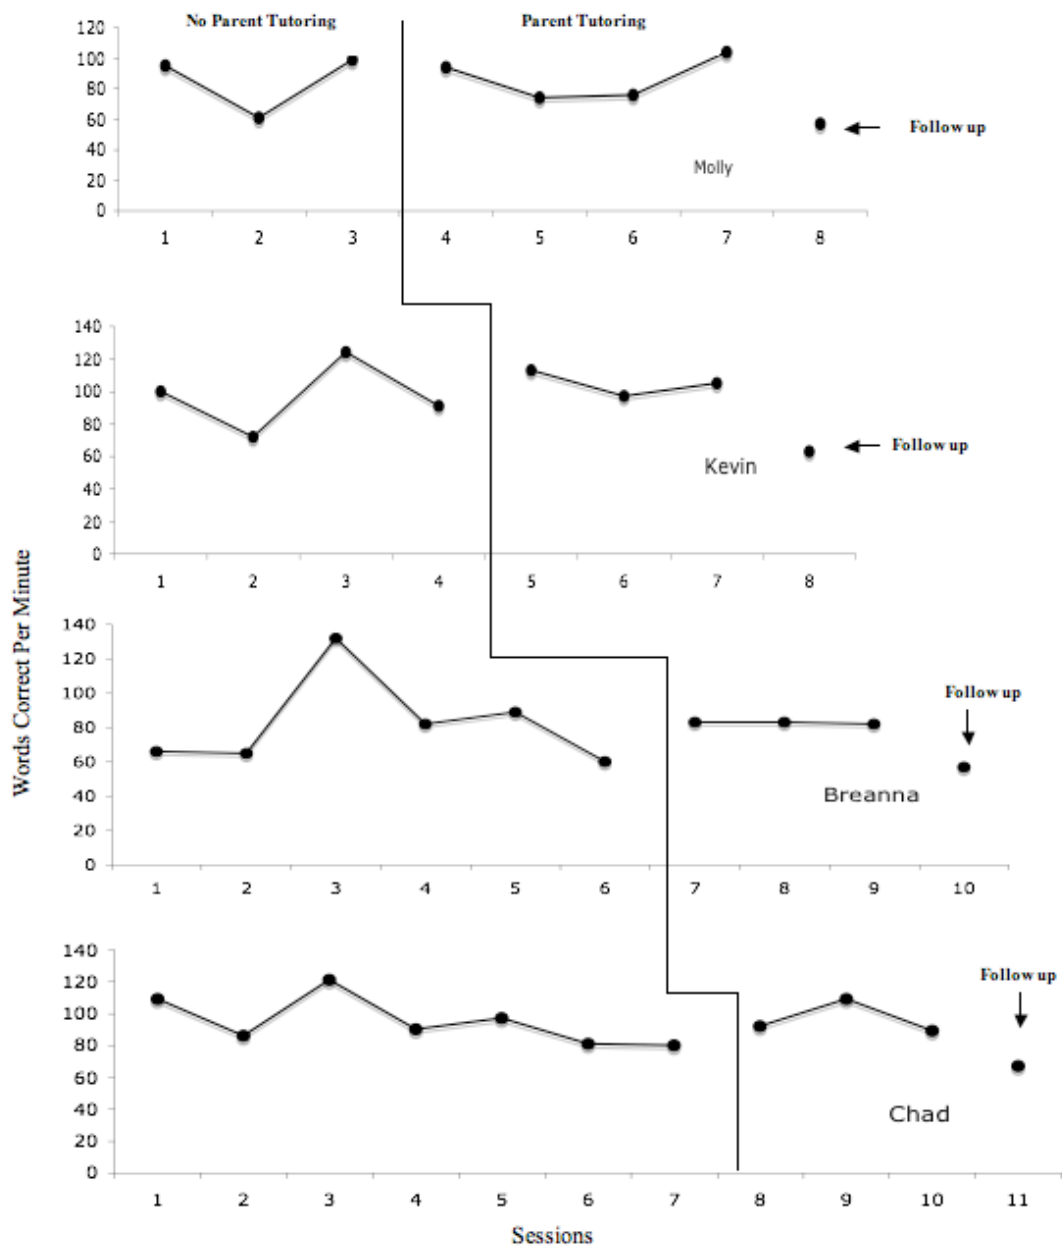 No Parent Tutoring
Parent Tutoring
120
100
80
60
40
20
0
Follow up
Molly
1 2 3 4 5 6 7 8
140
120
100
80
60
40
20
0
Follow up
Kevin
1 2 3 4 5 6 7 8
Words Correct Per Minute
140
120
100
80
60
40
20
0
Follow up
Breanna
1 2 3 4 5 6 7 8 9 10
140
120
100
80
60
40
20
0
Follow up
Chad
1 2 3 4 5 6 7 8 9 10 11
Sessions